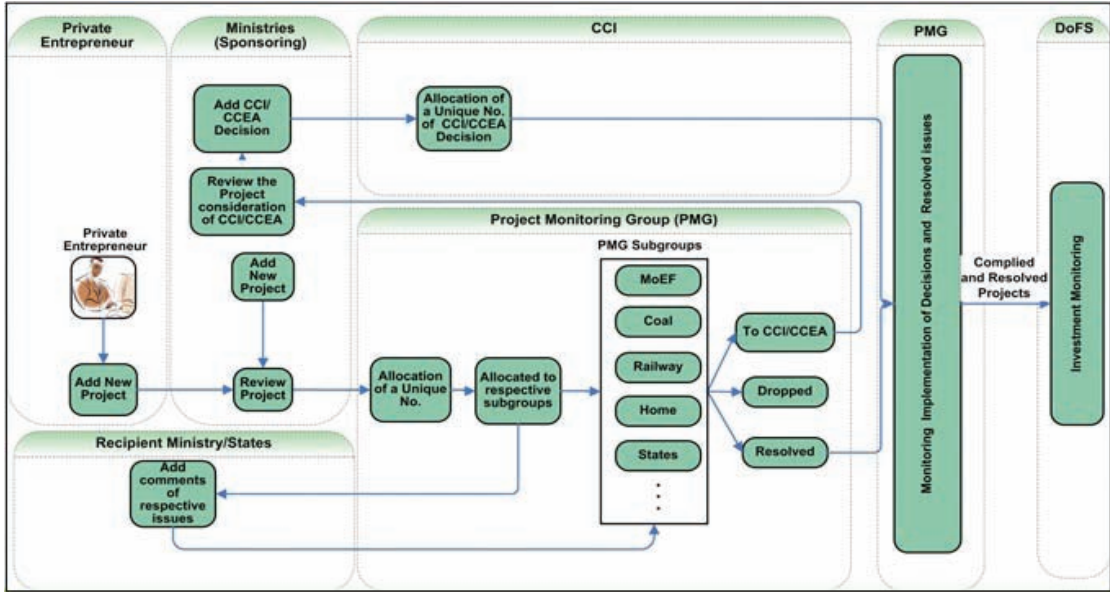 Private
Entrepreneur
Ministries
(Sponsoring)
CCI
PMG
DoFS
Add CCI/
CCEA
Decision
Allocation of
a Unique No.
of CCI/CCEA
Decision
Review the
Project
consideration
of CCI/CCEA
Private
Entrepreneur
Add
New
Project
Add New
Project
Review
Project
Project Monitoring Group (PMG)
PMG Subgroups
MoEF
Coal
Railway
Home
States
Allocation
of a Unique
No.
Allocated to
respective
subgroups
To CCI/CCEA
Dropped
Resolved
Recipient Ministry/States
Add
comments
of
respective
issues
Monitoring Implementation of Decisions and Resolved issues
Complied
and Resolved
Projects
Investment Monitoring